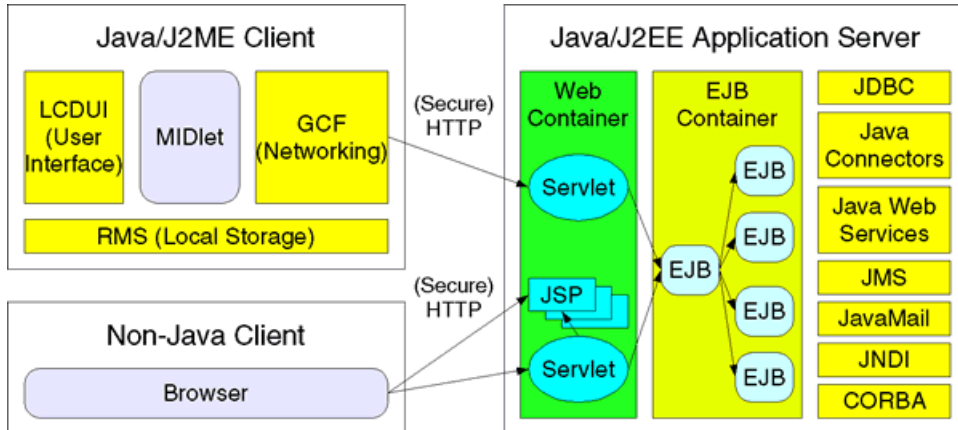 Java/J2ME Client
LCDUI
(User
Interface)
MIDlet
GCF
(Networking)
RMS (Local Storage)
(Secure)
HTTP
Non-Java Client
Browser
(Secure)
HTTP
Java/J2EE Application Server
Web
Container
Servlet
JSP
Servlet
EJB
Container
EJB
EJB
EJB
EJB
EJB
JDBC
Java
Connectors
Java Web
Services
JMS
JavaMail
JNDI
CORBA